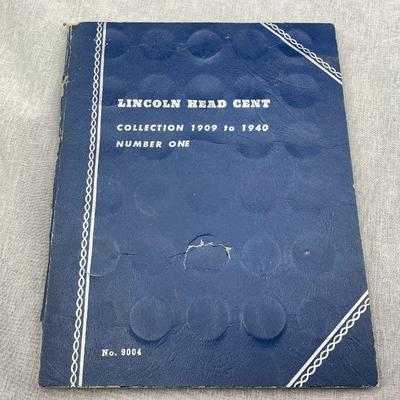 LINCOLN HEAD CENT
COLLECTION 1909 to 1940
NUMBER ONE
No. 9004